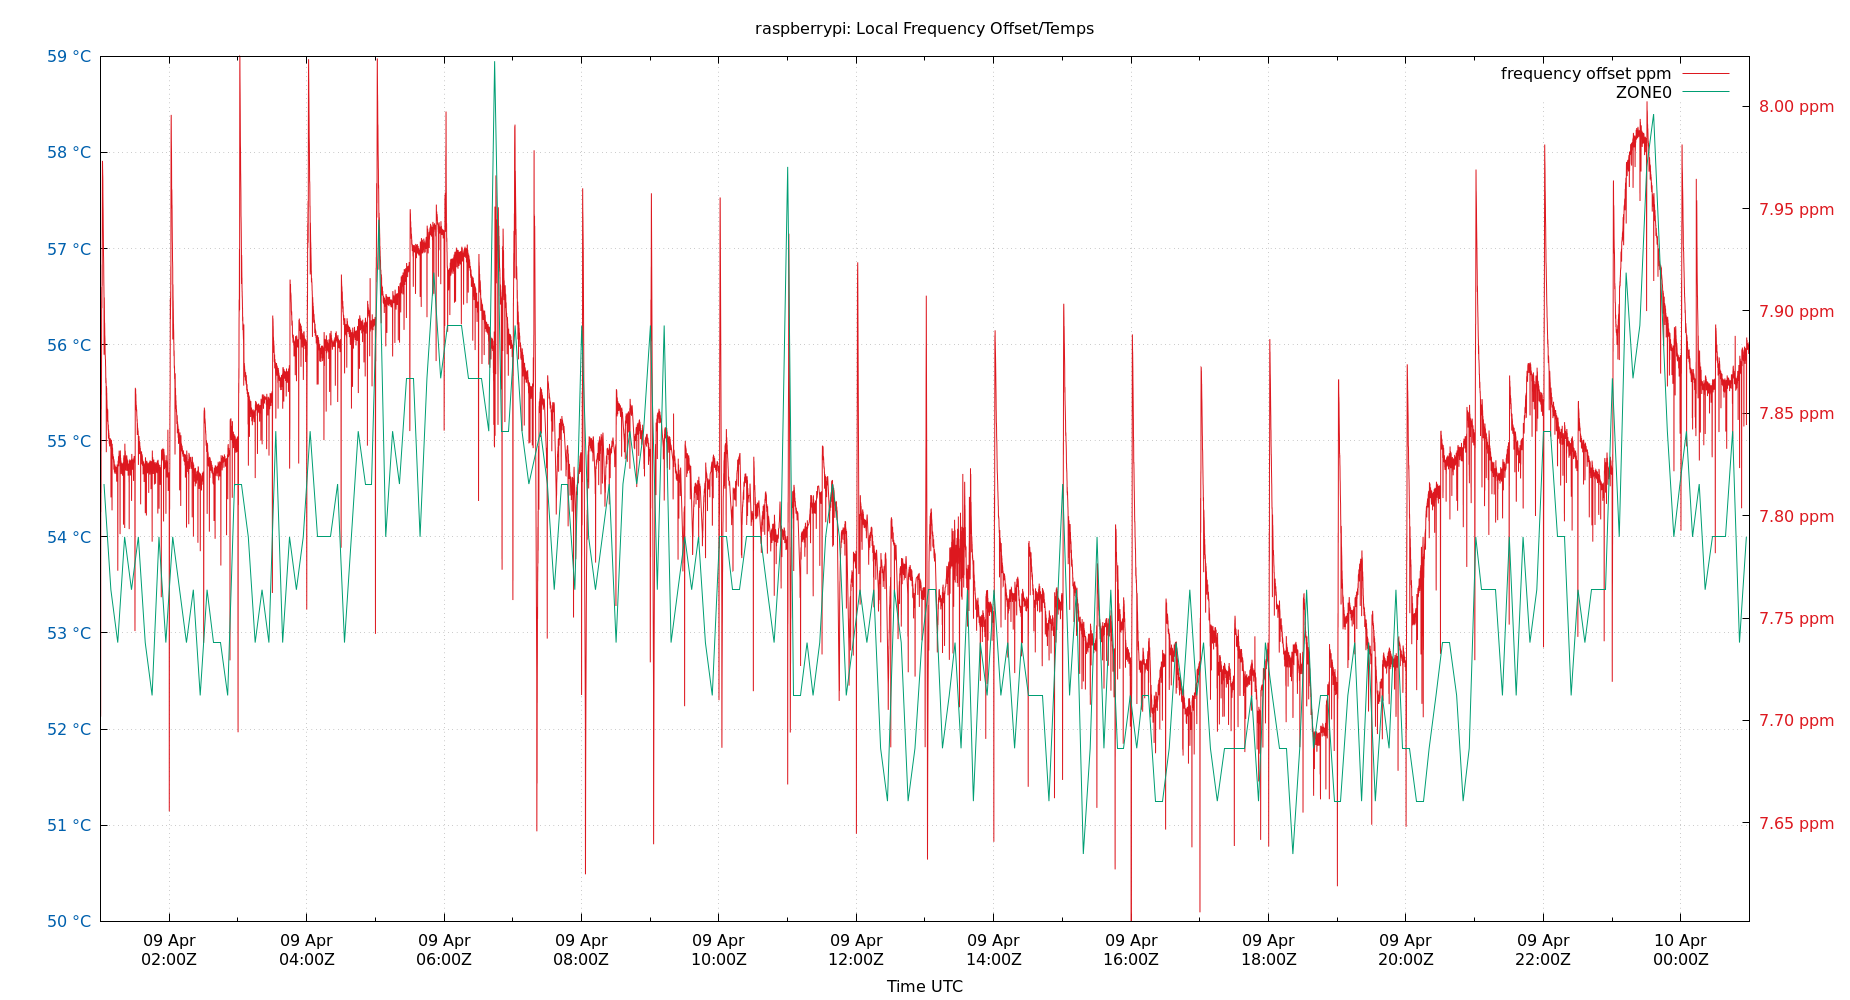 raspberrypi: Local Frequency Offset/Temps
frequency offset ppm
ZONE0
59 °C
58 °C
57 °C
56 °C
55 °C
54 °C
53 °C
52 °C
51 °C
50 °C
8.00 ppm
7.95 ppm
7.90 ppm
7.85 ppm
7.80 ppm
7.75 ppm
7.70 ppm
7.65 ppm
09 Apr 09 Apr 09 Apr 09 Apr 09 Apr 09 Apr 09 Apr 09 Apr 09 Apr 09 Apr 09 Apr 10 Apr
02:00Z 04:00Z 06:00Z 08:00Z 10:00Z 12:00Z 14:00Z 16:00Z 18:00Z 20:00Z 22:00Z 00:00Z
Time UTC